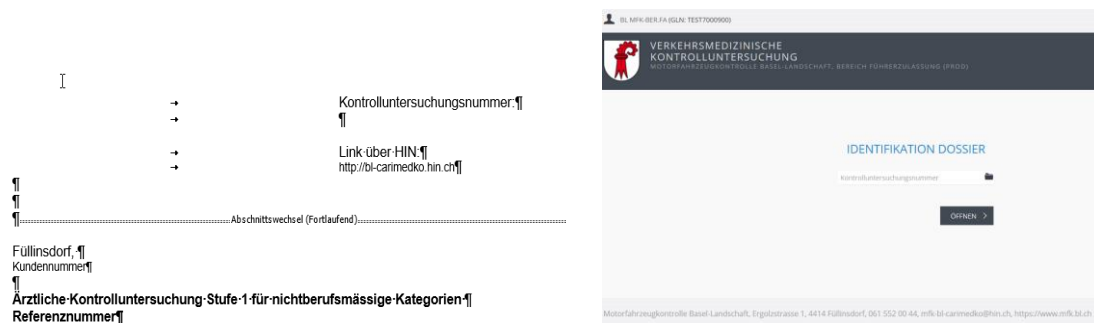 Kontrolluntersuchungsnummer:¶
¶
Link·über·HIN:¶
http://bl-carimedko.hin.ch¶
¶
¶
¶
Abschnittswechsel (Fortlaufend)
Füllinsdorf,·¶
Kundennummer¶
¶
Ärztliche·Kontrolluntersuchung·Stufe·1·für·nichtberufsmässige·Kategorien·¶
Referenznummer¶
BL MFK-BER.FA (GLN: TEST7000900)
VERKEHRSMEDIZINISCHE
KONTROLLUNTERSUCHUNG
MOTORFAHRZEUGKONTROLLE BASEL-LANDSCHAFT, BEREICH FÜHRERZULASSUNG (PROD)
IDENTIFIKATION DOSSIER
Kontrolluntersuchungsnummer
ÖFFNEN >
Motorfahrzeugkontrolle Basel-Landschaft, Ergolzstrasse 1, 4414 Füllinsdorf, 061 552 00 44, mfk-bl-carimedko@hin.ch, https://www.mfk.bl.ch